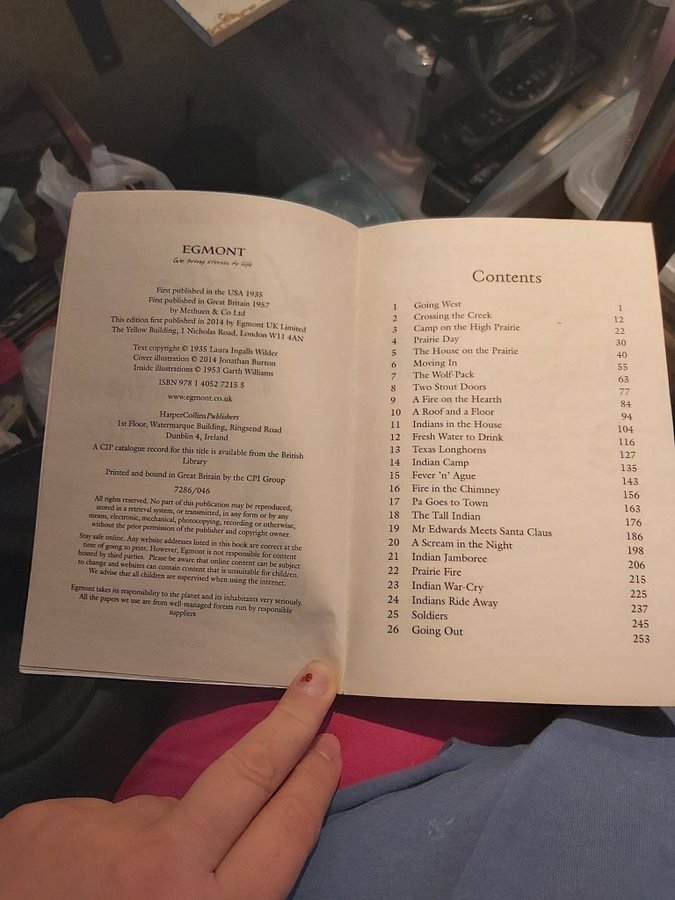 EGMONT
We bring stories to life
First published in the USA 1935
First published in Great Britain 1957
by Methuen & Co Ltd
This edition first published in 2014 by Egmont UK Limited
The Yellow Building, 1 Nicholas Road, London W11 4AN
Text copyright © 1935 Laura Ingalls Wilder
Cover illustration © 2014 Jonathan Burton
Inside illustrations © 1953 Garth Williams
ISBN 978 1 4052 7215 5
www.egmont.co.uk
HarperCollinsPublishers
1st Floor, Watermarque Building, Ringsend Road
Dunblin 4, Ireland
A CIP catalogue record for this title is available from the British
Library
Printed and bound in Great Britain by the CPI Group
7286/046
All rights reserved. No part of this publication may be reproduced,
stored in a retrieval system, or transmitted, in any form or by any
means, electronic, mechanical, photocopying, recording or otherwise,
without the prior permission of the publisher and copyright owner.
Stay safe online. Any website addresses listed in this book are correct at the
time of going to print. However, Egmont is not responsible for content
hosted by third parties. Please be aware that online content can be subject
to change and websites can contain content that is unsuitable for children.
We advise that all children are supervised when using the internet.
Egmont takes its responsibility to the planet and its inhabitants very seriously.
All the papers we use are from well-managed forests run by responsible
suppliers
Contents
1 Going West 1
2 Crossing the Creek 12
3 Camp on the High Prairie 22
4 Prairie Day 30
5 The House on the Prairie 40
6 Moving In 55
7 The Wolf-Pack 63
8 Two Stout Doors 77
9 A Fire on the Hearth 84
10 A Roof and a Floor 94
11 Indians in the House 104
12 Fresh Water to Drink 116
13 Texas Longhorns 127
14 Indian Camp 135
15 Fever 'n' Ague 143
16 Fire in the Chimney 156
17 Pa Goes to Town 163
18 The Tall Indian 176
19 Mr Edwards Meets Santa Claus 186
20 A Scream in the Night 198
21 Indian Jamboree 206
22 Prairie Fire 215
23 Indian War-Cry 225
24 Indians Ride Away 237
25 Soldiers 245
26 Going Out 253